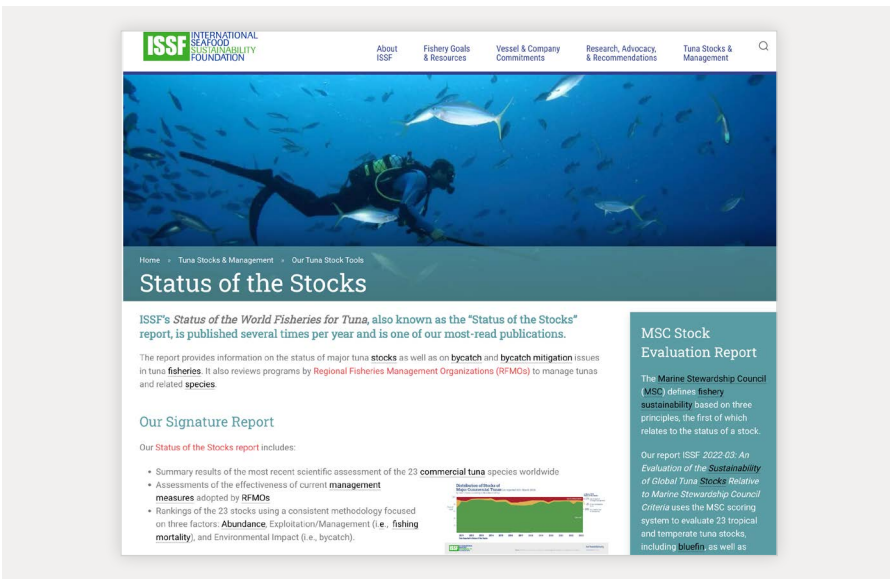 ISSF
INTERNATIONAL
SEAFOOD
SUSTAINABILITY
FOUNDATION
About
ISSF
Fishery Goals
& Resources
Vessel & Company
Commitments
Research, Advocacy,
& Recommendations
Tuna Stocks &
Management
Home » Tuna Stocks & Management » Our Tuna Stock Tools
Status of the Stocks
ISSF's Status of the World Fisheries for Tuna, also known as the “Status of the Stocks”
report, is published several times per year and is one of our most-read publications.
The report provides information on the status of major tuna stocks as well as on bycatch and bycatch mitigation issues
in tuna fisheries. It also reviews programs by Regional Fisheries Management Organizations (RFMOs) to manage tunas
and related species.
Our Signature Report
Our Status of the Stocks report includes:
• Summary results of the most recent scientific assessment of the 23 commercial tuna species worldwide
• Assessments of the effectiveness of current management
measures adopted by RFMOs
• Rankings of the 23 stocks using a consistent methodology focused
on three factors: Abundance, Exploitation/Management (i.e., fishing
mortality), and Environmental Impact (i.e., bycatch).
Distribution of Stocks of
Major Commercial Tunas
MSC Stock
Evaluation Report
The Marine Stewardship Council
(MSC) defines fishery
sustainability based on three
principles, the first of which
relates to the status of a stock.
Our report ISSF 2022-03: An
Evaluation of the Sustainability
of Global Tuna Stocks Relative
to Marine Stewardship Council
Criteria uses the MSC scoring
system to evaluate 23 tropical
and temperate tuna stocks,
including bluefin, as well as